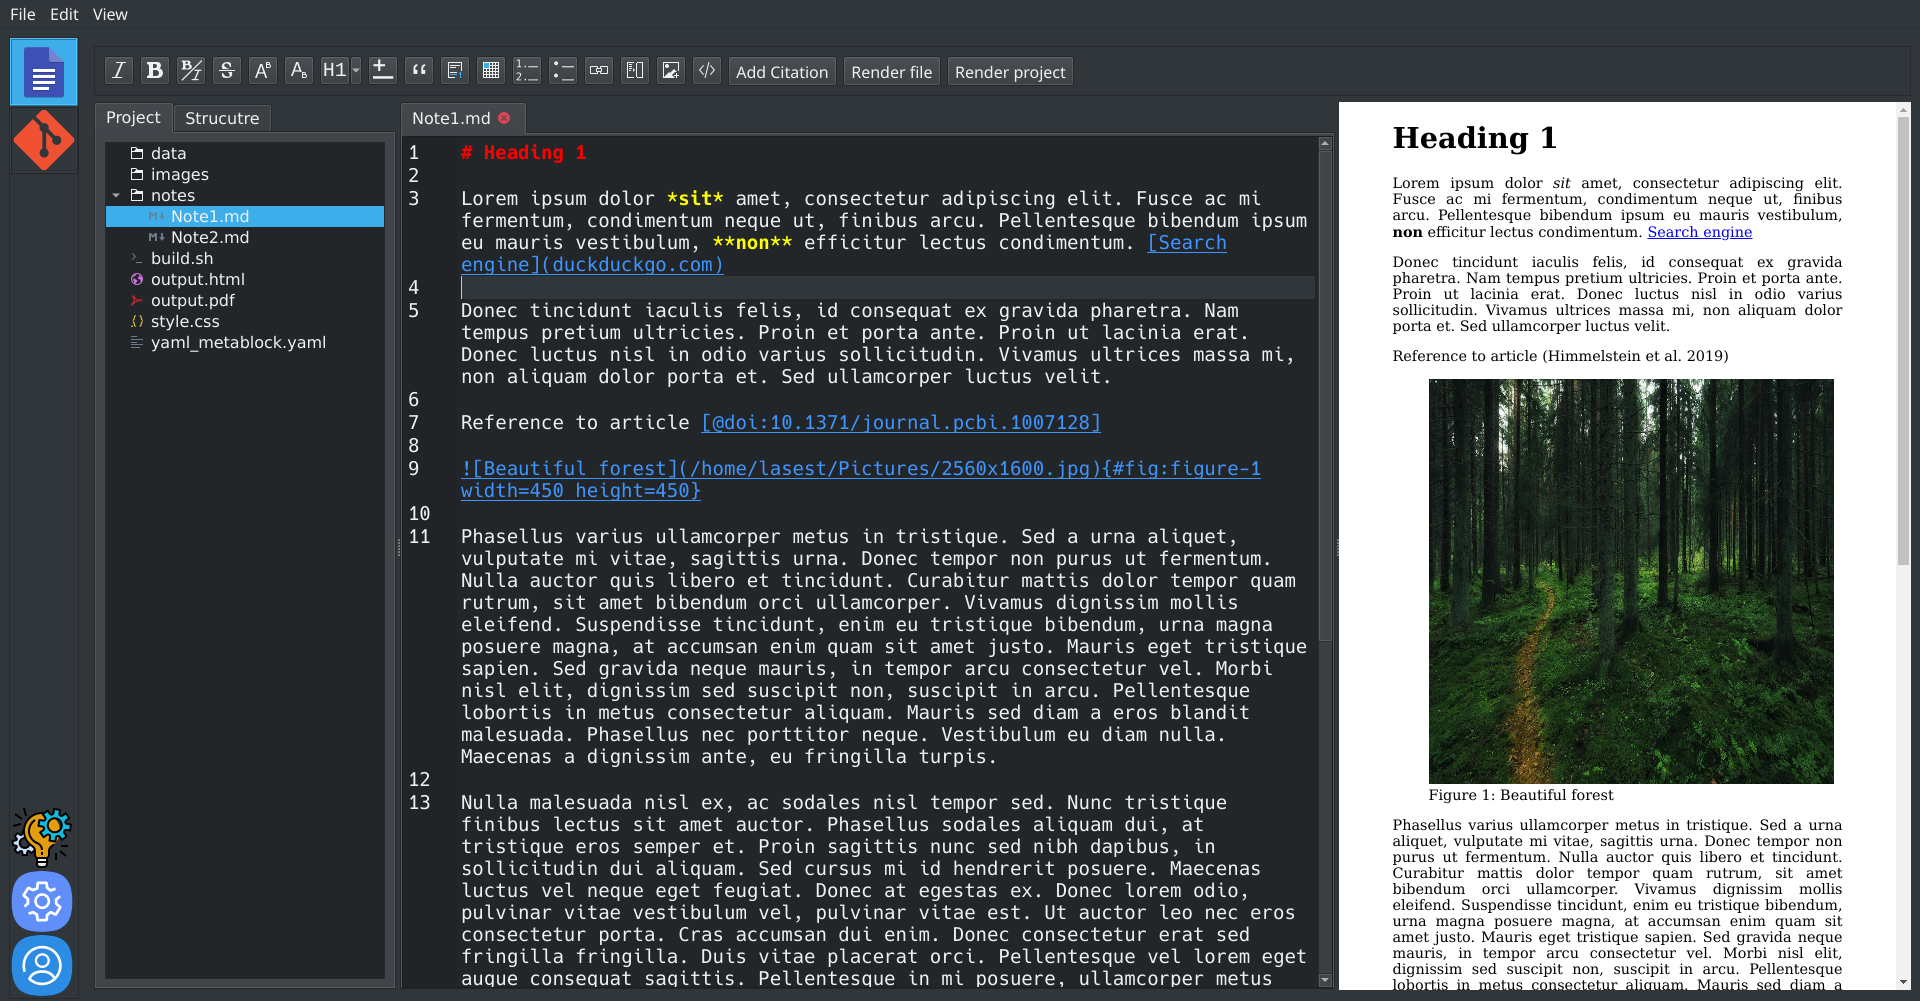 File Edit View
I B B/I S Aᴮ A_B H1 “ 1.— 2.— </> Add Citation Render file Render project
Project Strucutre
data
images
notes
M↓ Note1.md
M↓ Note2.md
build.sh
output.html
output.pdf
style.css
yaml_metablock.yaml
Note1.md
1 # Heading 1
2
3 Lorem ipsum dolor *sit* amet, consectetur adipiscing elit. Fusce ac mi
fermentum, condimentum neque ut, finibus arcu. Pellentesque bibendum ipsum
eu mauris vestibulum, **non** efficitur lectus condimentum. [Search
engine](duckduckgo.com)
4
5 Donec tincidunt iaculis felis, id consequat ex gravida pharetra. Nam
tempus pretium ultricies. Proin et porta ante. Proin ut lacinia erat.
Donec luctus nisl in odio varius sollicitudin. Vivamus ultrices massa mi,
non aliquam dolor porta et. Sed ullamcorper luctus velit.
6
7 Reference to article [@doi:10.1371/journal.pcbi.1007128]
8
9 ![Beautiful forest](/home/lasest/Pictures/2560x1600.jpg){#fig:figure-1
width=450 height=450}
10
11 Phasellus varius ullamcorper metus in tristique. Sed a urna aliquet,
vulputate mi vitae, sagittis urna. Donec tempor non purus ut fermentum.
Nulla auctor quis libero et tincidunt. Curabitur mattis dolor tempor quam
rutrum, sit amet bibendum orci ullamcorper. Vivamus dignissim mollis
eleifend. Suspendisse tincidunt, enim eu tristique bibendum, urna magna
posuere magna, at accumsan enim quam sit amet justo. Mauris eget tristique
sapien. Sed gravida neque mauris, in tempor arcu consectetur vel. Morbi
nisl elit, dignissim sed suscipit non, suscipit in arcu. Pellentesque
lobortis in metus consectetur aliquam. Mauris sed diam a eros blandit
malesuada. Phasellus nec porttitor neque. Vestibulum eu diam nulla.
Maecenas a dignissim ante, eu fringilla turpis.
12
13 Nulla malesuada nisl ex, ac sodales nisl tempor sed. Nunc tristique
finibus lectus sit amet auctor. Phasellus sodales aliquam dui, at
tristique eros semper et. Proin sagittis nunc sed nibh dapibus, in
sollicitudin dui aliquam. Sed cursus mi id hendrerit posuere. Maecenas
luctus vel neque eget feugiat. Donec at egestas ex. Donec lorem odio,
pulvinar vitae vestibulum vel, pulvinar vitae est. Ut auctor leo nec eros
consectetur porta. Cras accumsan dui enim. Donec consectetur erat sed
fringilla fringilla. Duis vitae placerat orci. Pellentesque vel lorem eget
augue consequat sagittis. Pellentesque in mi posuere, ullamcorper metus
Heading 1
Lorem ipsum dolor sit amet, consectetur adipiscing elit.
Fusce ac mi fermentum, condimentum neque ut, finibus
arcu. Pellentesque bibendum ipsum eu mauris vestibulum,
non efficitur lectus condimentum. Search engine
Donec tincidunt iaculis felis, id consequat ex gravida
pharetra. Nam tempus pretium ultricies. Proin et porta ante.
Proin ut lacinia erat. Donec luctus nisl in odio varius
sollicitudin. Vivamus ultrices massa mi, non aliquam dolor
porta et. Sed ullamcorper luctus velit.
Reference to article (Himmelstein et al. 2019)
Figure 1: Beautiful forest
Phasellus varius ullamcorper metus in tristique. Sed a urna
aliquet, vulputate mi vitae, sagittis urna. Donec tempor non
purus ut fermentum. Nulla auctor quis libero et tincidunt.
Curabitur mattis dolor tempor quam rutrum, sit amet
bibendum orci ullamcorper. Vivamus dignissim mollis
eleifend. Suspendisse tincidunt, enim eu tristique bibendum,
urna magna posuere magna, at accumsan enim quam sit
amet justo. Mauris eget tristique sapien. Sed gravida neque
mauris, in tempor arcu consectetur vel. Morbi nisl elit,
dignissim sed suscipit non, suscipit in arcu. Pellentesque
lobortis in metus consectetur aliquam. Mauris sed diam a